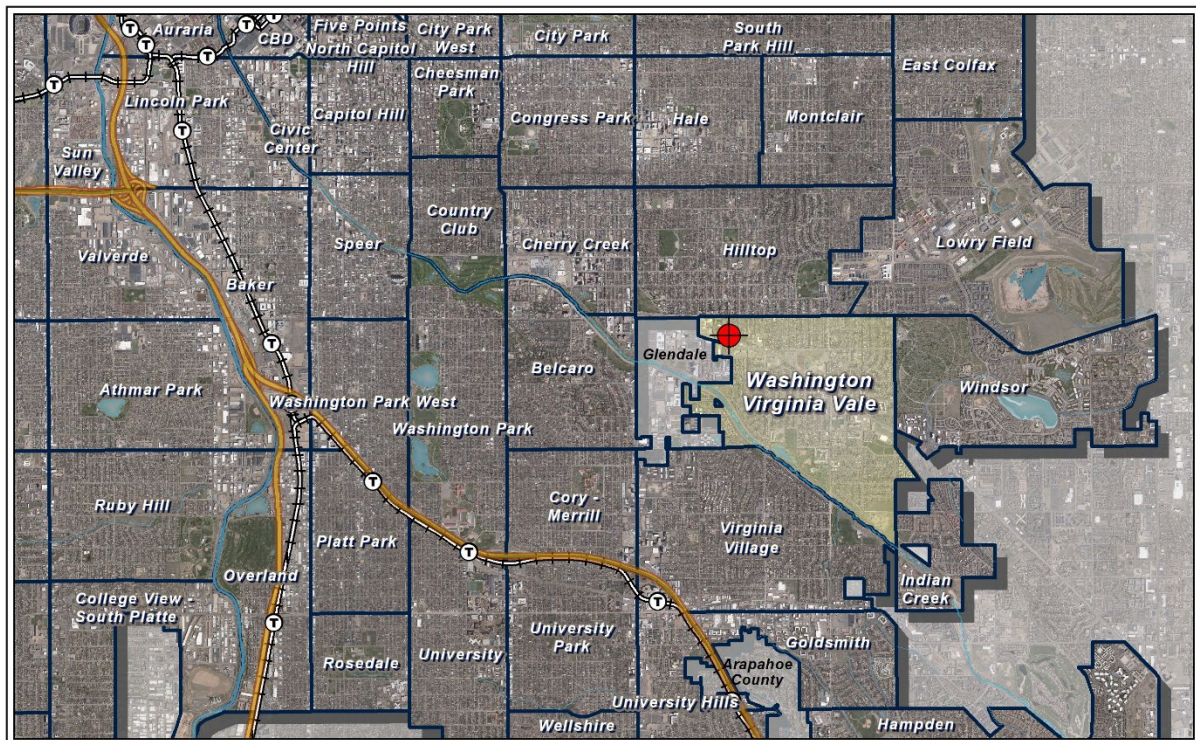 Auraria
CBD
Five Points
North Capitol
Hill
City Park
West
City Park
South
Park Hill
East Colfax
T
T
T
T
T
T
Lincoln Park
Civic
Center
Capitol Hill
Cheesman
Park
Congress Park
Hale
Montclair
Sun
Valley
Valverde
Baker
Speer
Country
Club
Cherry Creek
Hilltop
Lowry Field
T
Athmar Park
Washington Park West
Washington Park
Belcaro
Glendale
Washington
Virginia Vale
Windsor
Ruby Hill
Platt Park
T
T
Cory -
Merrill
Virginia
Village
Indian
Creek
Overland
College View -
South Platte
T
T
Rosedale
University
University
Park
Goldsmith
Arapahoe
County
University Hills
T
Wellshire
Hampden